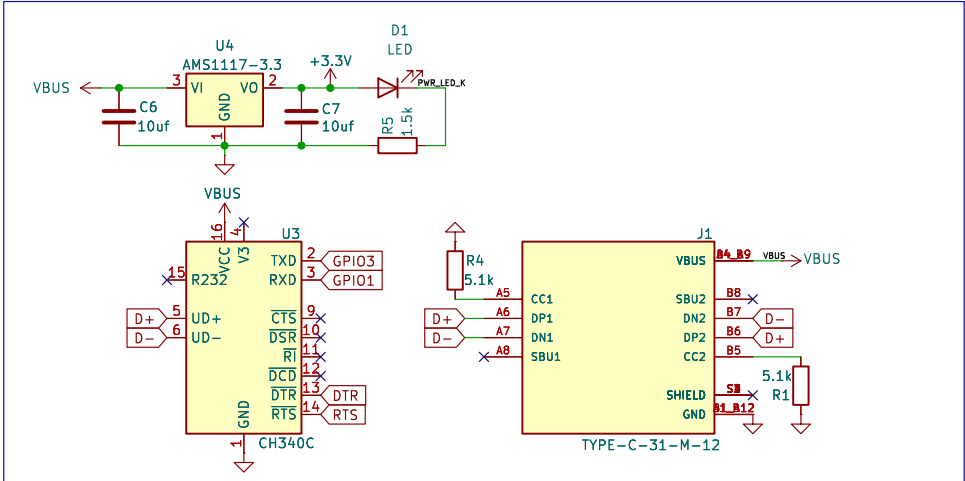 D1
LED
U4
AMS1117-3.3
+3.3V
VBUS
3
VI
VO
2
PWR_LED_K
GND
1
C6
10uf
C7
10uf
R5
1.5k
VBUS
16
4
U3
VCC
V3
15
R232
TXD
2
GPIO3
RXD
3
GPIO1
D+
5
UD+
D-
6
UD-
CTS
9
DSR
10
RI
11
DCD
12
DTR
13
DTR
RTS
14
RTS
GND
1
CH340C
J1
R4
5.1k
A5
CC1
D+
A6
DP1
D-
A7
DN1
A8
SBU1
VBUS
VBUS
VBUS
SBU2
B8
DN2
B7
D-
DP2
B6
D+
CC2
B5
5.1k
R1
SHIELD
GND
TYPE-C-31-M-12